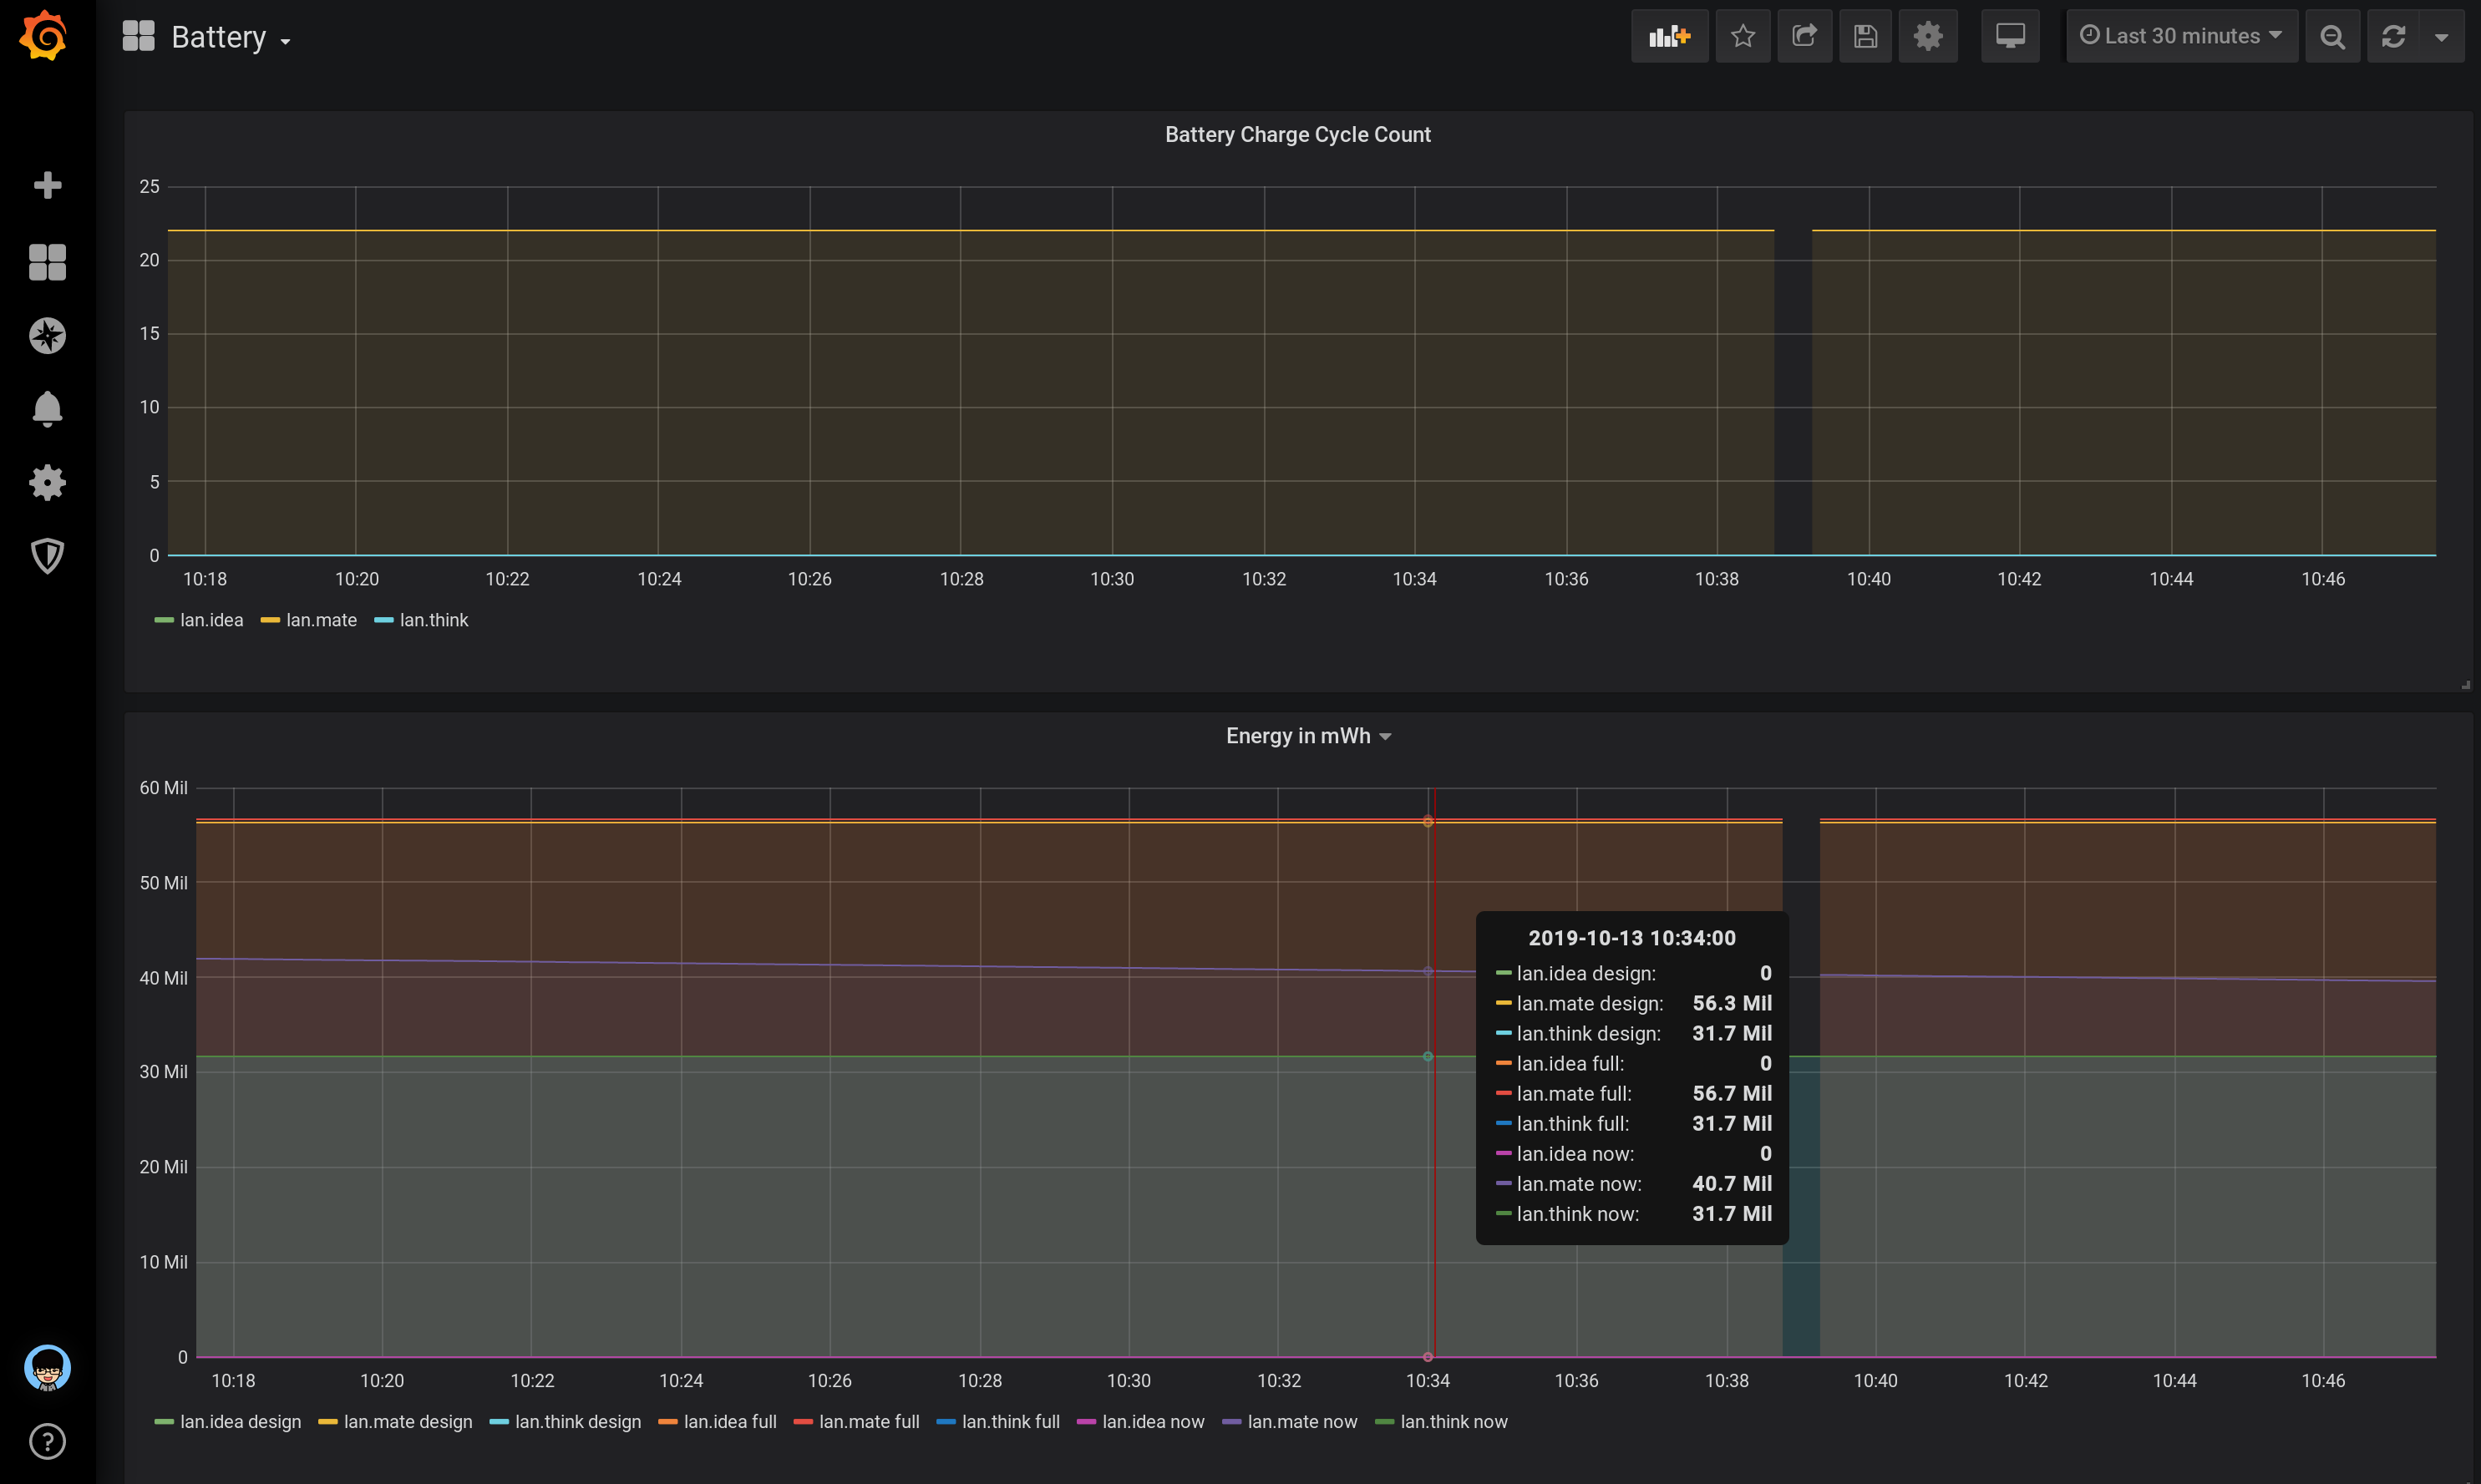 Battery
Last 30 minutes
Battery Charge Cycle Count
25
20
15
10
5
0
10:18 10:20 10:22 10:24 10:26 10:28 10:30 10:32 10:34 10:36 10:38 10:40 10:42 10:44 10:46
lan.idea lan.mate lan.think
Energy in mWh
60 Mil
50 Mil
40 Mil
30 Mil
20 Mil
10 Mil
0
2019-10-13 10:34:00
lan.idea design: 0
lan.mate design: 56.3 Mil
lan.think design: 31.7 Mil
lan.idea full: 0
lan.mate full: 56.7 Mil
lan.think full: 31.7 Mil
lan.idea now: 0
lan.mate now: 40.7 Mil
lan.think now: 31.7 Mil
10:18 10:20 10:22 10:24 10:26 10:28 10:30 10:32 10:34 10:36 10:38 10:40 10:42 10:44 10:46
lan.idea design lan.mate design lan.think design lan.idea full lan.mate full lan.think full lan.idea now lan.mate now lan.think now